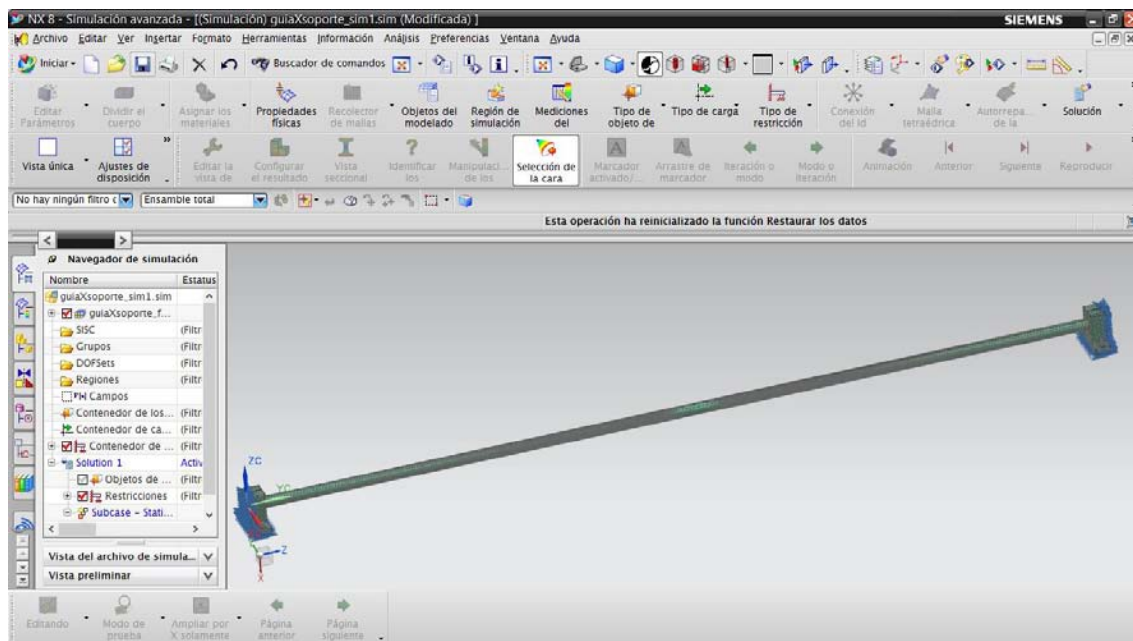 NX 8 - Simulación avanzada - [(Simulación) guiaXsoporte_sim1.sim (Modificada) ]
SIEMENS
Archivo Editar Ver Insertar Formato Herramientas Información Análisis Preferencias Ventana Ayuda
Iniciar
Buscador de comandos
Editar Parámetros
Dividir el cuerpo
Asignar los materiales
Propiedades físicas
Recolector de mallas
Objetos del modelado
Región de simulación
Mediciones del
Tipo de objeto de
Tipo de carga
Tipo de restricción
Conexión del ld
Malla tetraédrica
Autorrepa... de la
Solución
Vista única
Ajustes de disposición
Editar la vista de
Configurar el resultado
Vista seccional
Identificar los
Manipulaci... de los
Selección de la cara
Marcador activado/...
Arrastre de marcador
Iteración o modo
Modo o iteración
Animación
Anterior
Siguiente
Reproducir
No hay ningún filtro c
Ensamble total
Esta operación ha reinicializado la función Restaurar los datos
Navegador de simulación
Nombre Estatus
guiaXsoporte_sim1.sim
guiaXsoporte_f...
SISC (Filtr
Grupos (Filtr
DOFSets (Filtr
Regiones (Filtr
Campos
Contenedor de los... (Filtr
Contenedor de ca... (Filtr
Contenedor de ... (Filtr
Solution 1 Activ
Objetos de ... (Filtr
Restricciones (Filtr
Subcase - Stati...
Vista del archivo de simula...
Vista preliminar
ZC
YC
Z
X
Editando
Modo de prueba
Ampliar por X solamente
Página anterior
Página siguiente